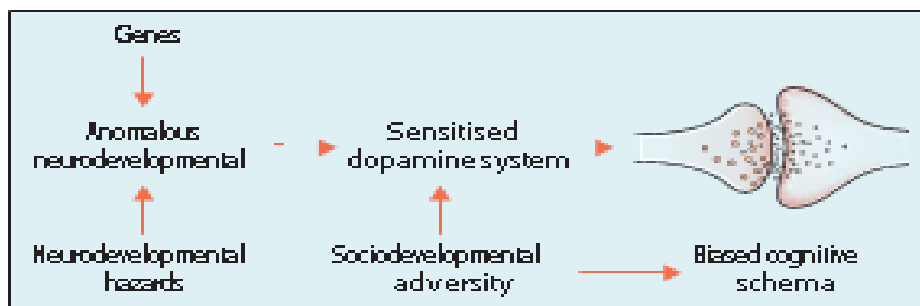 Genes
Anomalous
neurodevelopmental
Sensitised
dopamine system
Neurodevelopmental
hazards
Sociodevelopmental
adversity
Biased cognitive
schema